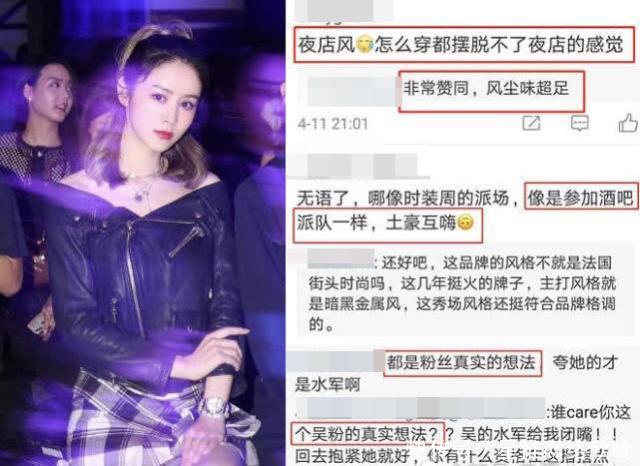 夜店风😪怎么穿都摆脱不了夜店的感觉
非常赞同，风尘味超足
4-11 21:01
无语了，哪像时装周的派场，像是参加酒吧
派队一样，土豪互嗨🙃
：还好吧，这品牌的风格不就是法国
街头时尚吗，这几年挺火的牌子，主打风格就
是暗黑金属风，这秀场风格还挺符合品牌格调
的。
都是粉丝真实的想法，夸她的才
是水军啊
：谁care你这
个吴粉的真实想法？？吴的水军给我闭嘴！！
回去抱紧她就好，你有什么